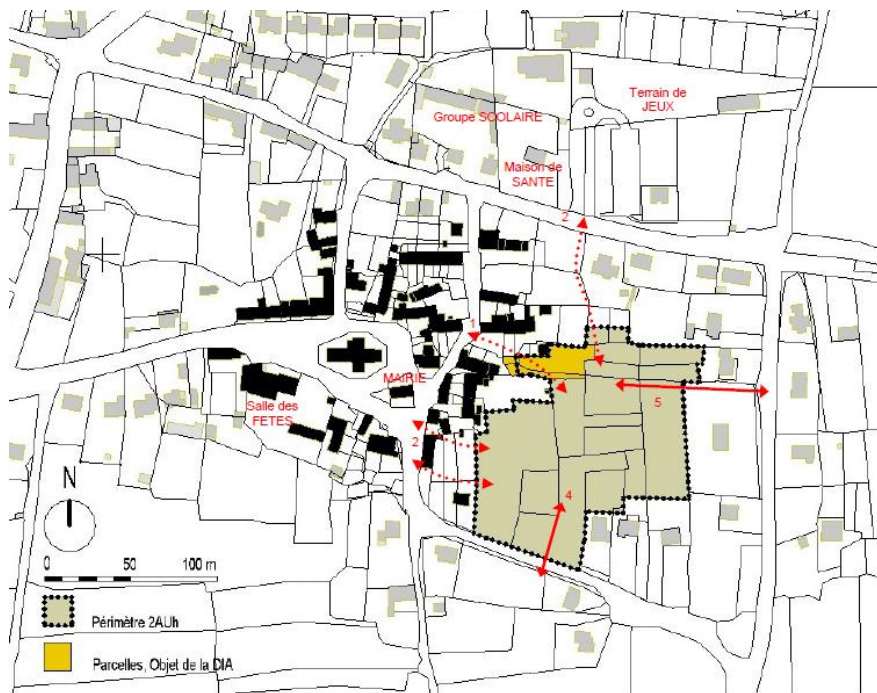 Terrain de
JEUX
Groupe SCOLAIRE
Maison de
SANTE
2
1
MAIRIE
5
Salle des
FETES
2
4
N
0 50 100 m
Périmètre 2AUh
Parcelles, Objet de la DIA